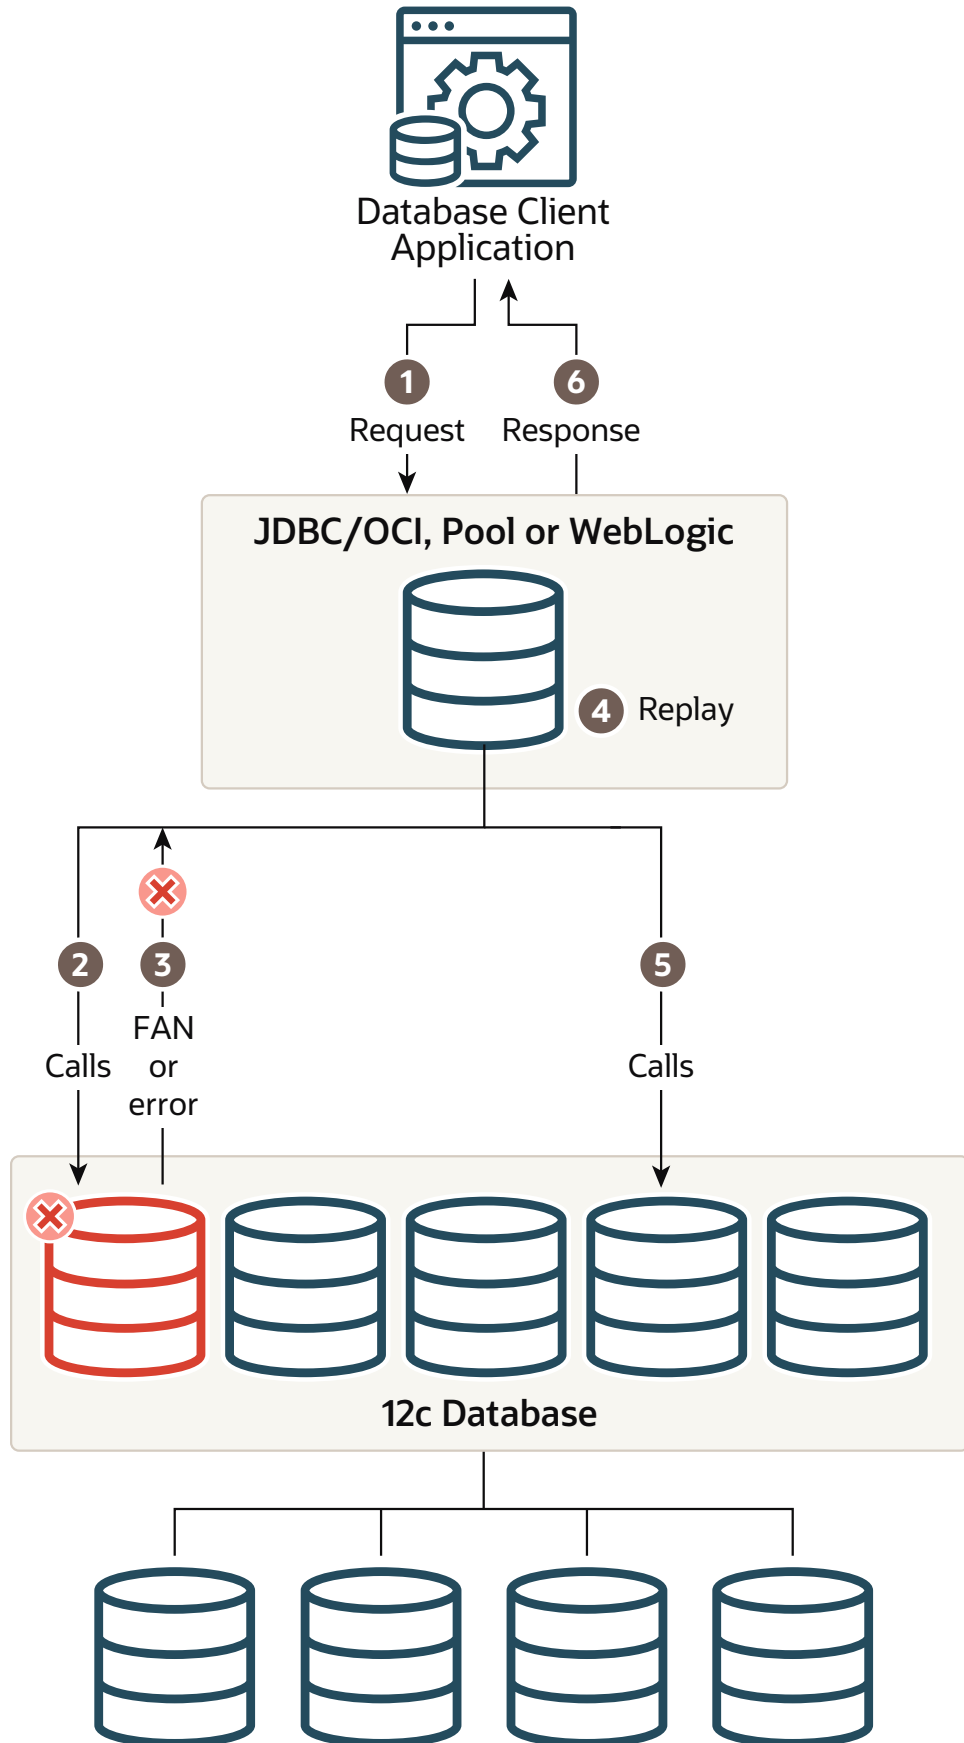 Database Client
Application
1
6
Request
Response
JDBC/OCI, Pool or WebLogic
4 Replay
2
3
5
FAN
or
error
Calls
Calls
12c Database